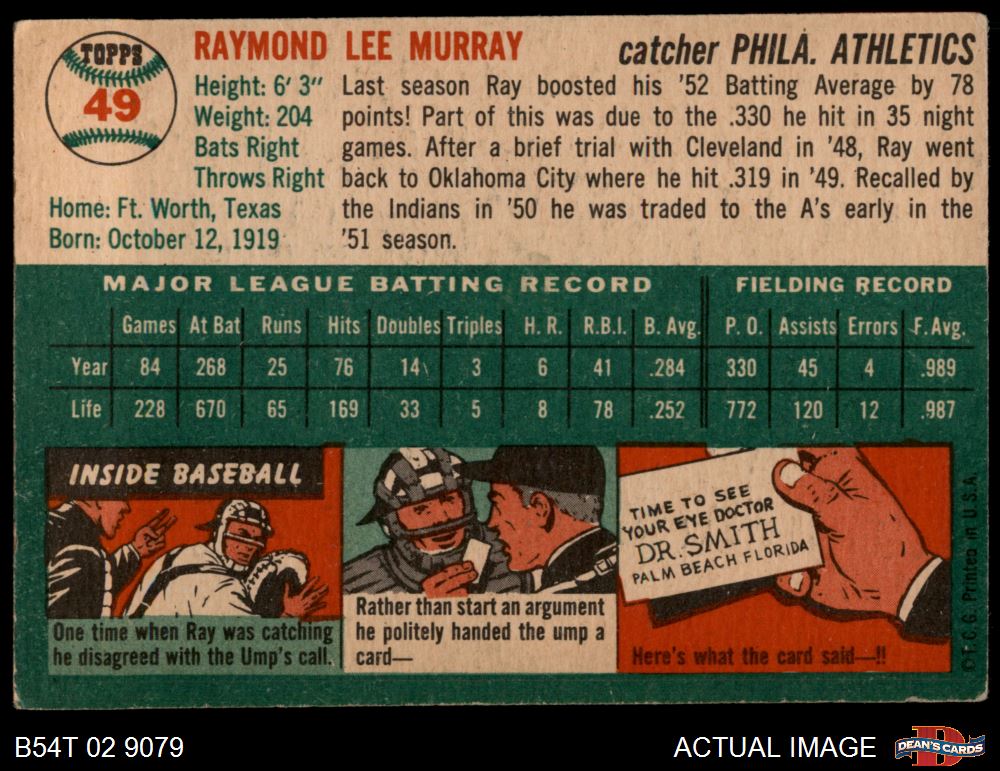 TOPPS
49
RAYMOND LEE MURRAY
catcher PHILA. ATHLETICS
Height: 6' 3"
Weight: 204
Bats Right
Throws Right
Home: Ft. Worth, Texas
Born: October 12, 1919
Last season Ray boosted his '52 Batting Average by 78
points! Part of this was due to the .330 he hit in 35 night
games. After a brief trial with Cleveland in '48, Ray went
back to Oklahoma City where he hit .319 in '49. Recalled by
the Indians in '50 he was traded to the A's early in the
'51 season.
MAJOR LEAGUE BATTING RECORD FIELDING RECORD
Games At Bat Runs Hits Doubles Triples H. R. R.B.I. B. Avg. P. O. Assists Errors F. Avg.
Year 84 268 25 76 14 3 6 41 .284 330 45 4 .989
Life 228 670 65 169 33 5 8 78 .252 772 120 12 .987
INSIDE BASEBALL
One time when Ray was catching
he disagreed with the Ump's call.
Rather than start an argument
he politely handed the ump a
card—
TIME TO SEE
YOUR EYE DOCTOR
DR. SMITH
PALM BEACH FLORIDA
Here's what the card said—!!
© T.C.G. Printed in U.S.A.
B54T 02 9079
ACTUAL IMAGE
D
DEAN'S CARDS